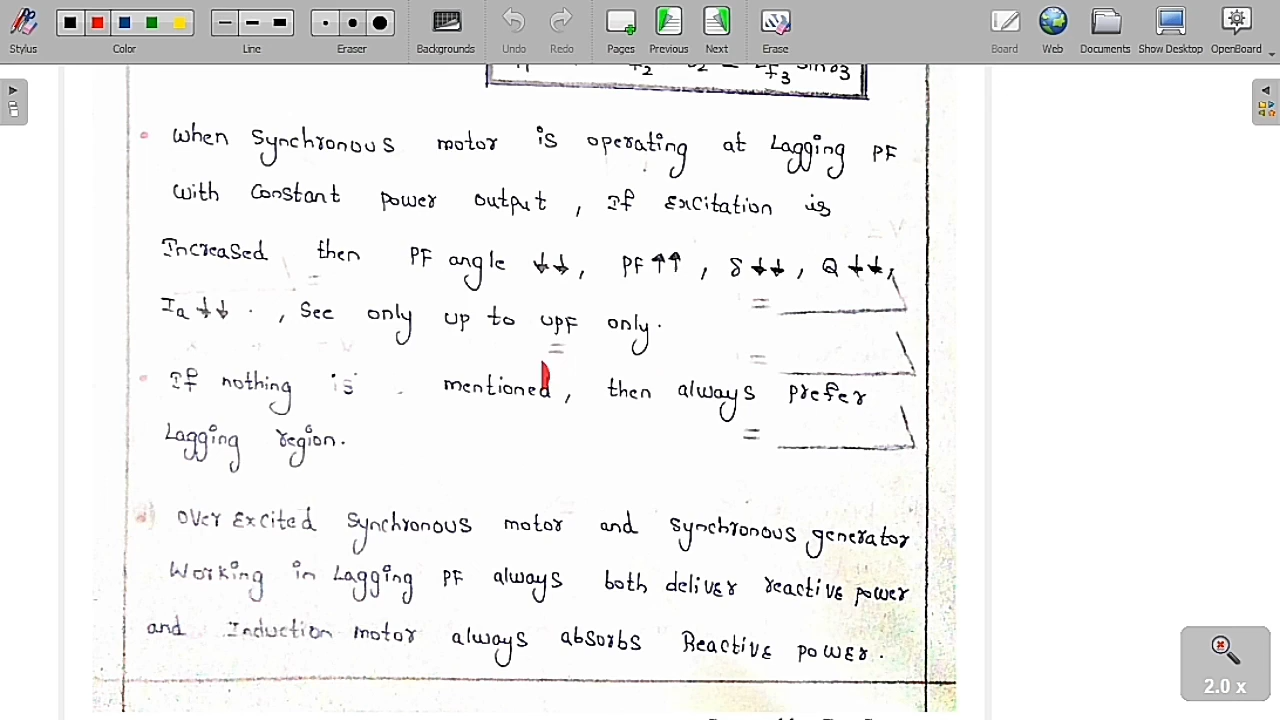 Stylus Color Line Eraser Backgrounds Undo Redo Pages Previous Next Erase Board Web Documents Show Desktop OpenBoard
When synchronous motor is operating at Lagging PF
with constant power output, If Excitation is
Increased then PF angle ↓↓, PF ↑↑, δ ↓↓, Q ↓↓,
Ia ↓↓ , See only up to UPF only.
If nothing is mentioned, then always prefer
Lagging region.
Over Excited synchronous motor and synchronous generator
Working in Lagging PF always both deliver reactive power
and Induction motor always absorbs Reactive power.
2.0 x